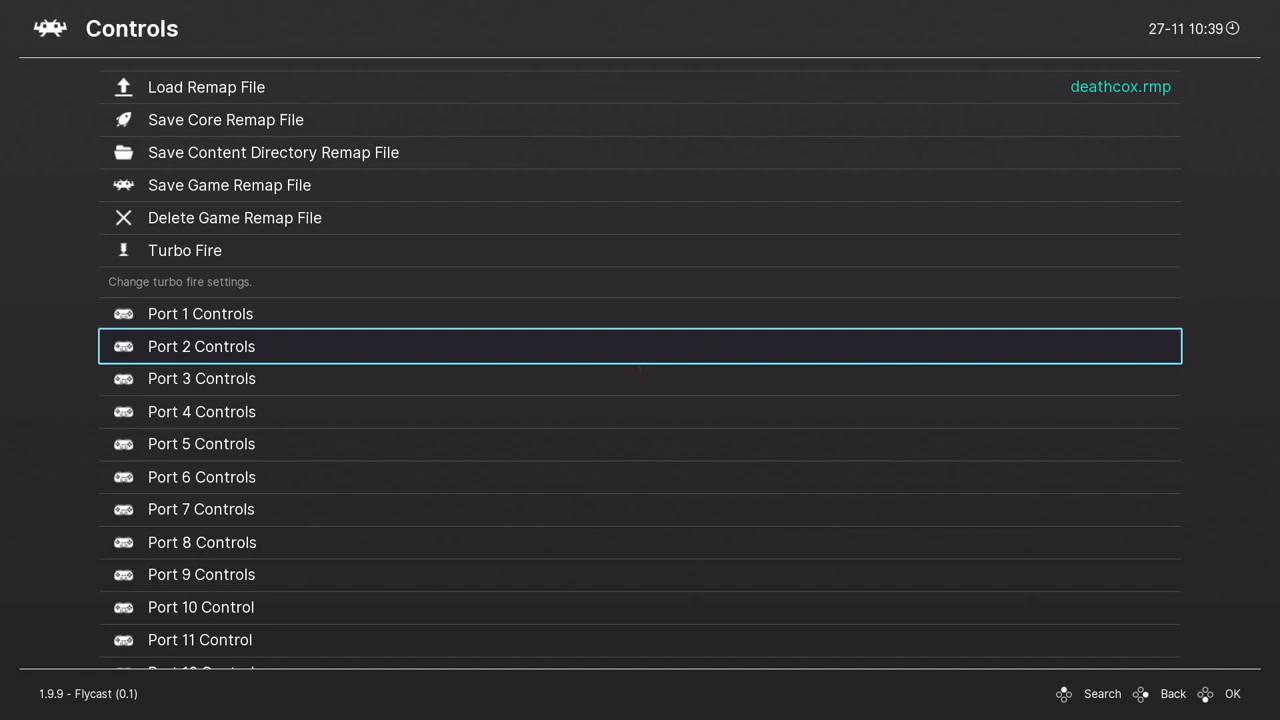 Controls
27-11 10:39
Load Remap File deathcox.rmp
Save Core Remap File
Save Content Directory Remap File
Save Game Remap File
Delete Game Remap File
Turbo Fire
Change turbo fire settings.
Port 1 Controls
Port 2 Controls
Port 3 Controls
Port 4 Controls
Port 5 Controls
Port 6 Controls
Port 7 Controls
Port 8 Controls
Port 9 Controls
Port 10 Control
Port 11 Control
1.9.9 - Flycast (0.1)
Search Back OK